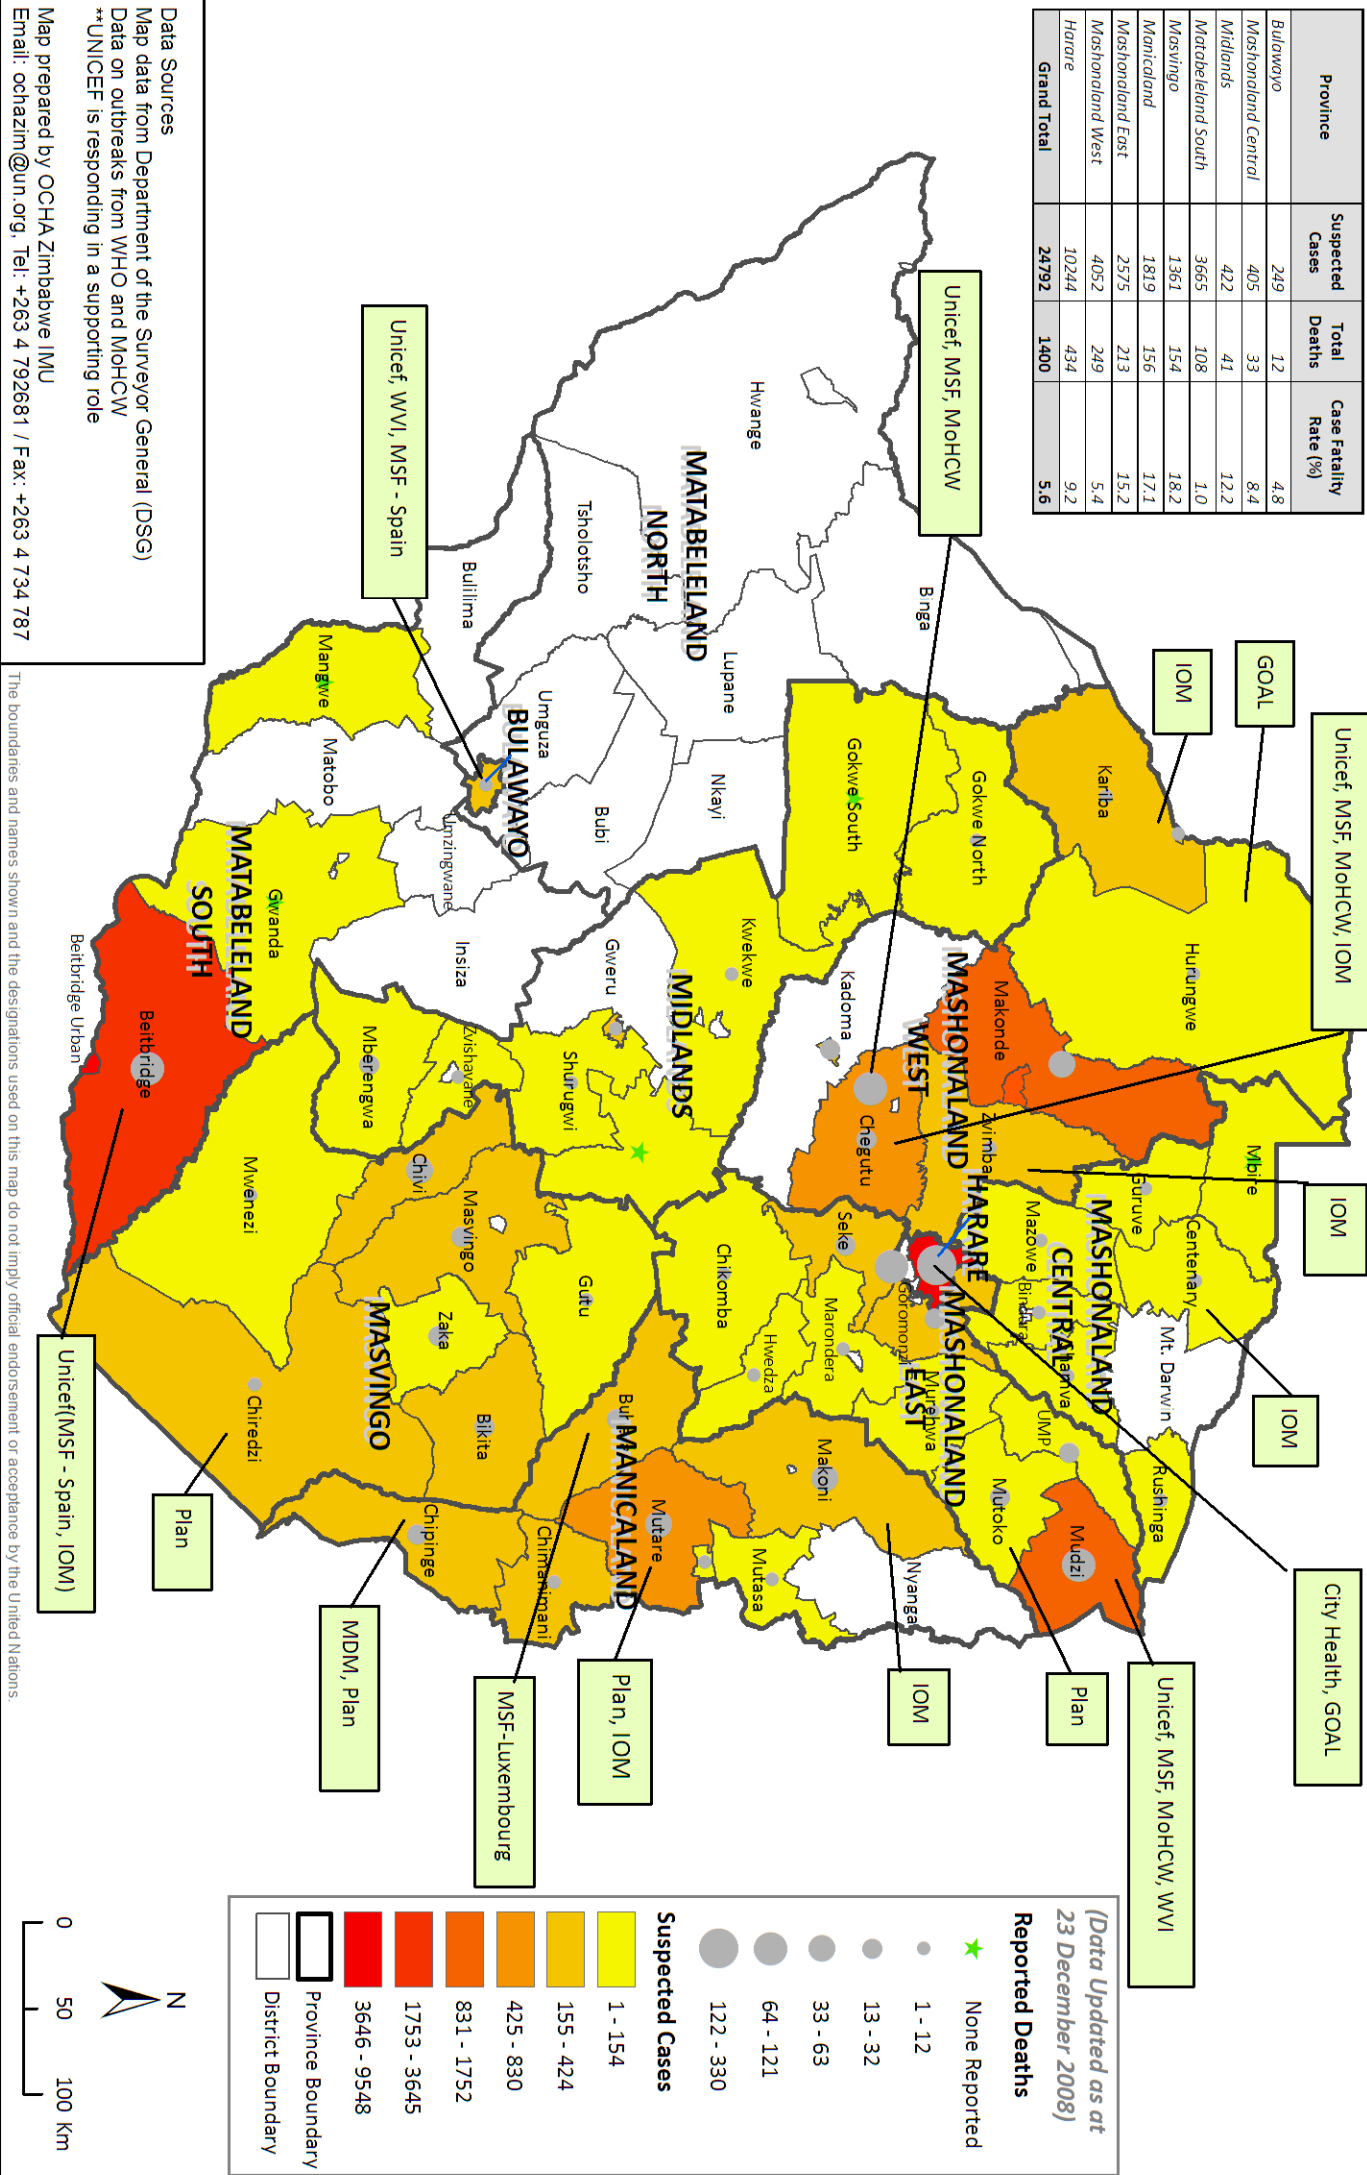 Province Suspected Cases Total Deaths Case Fatality Rate (%)
Bulawayo 249 12 4.8
Mashonaland Central 405 33 8.4
Midlands 422 41 12.2
Matabeleland South 3665 108 1.0
Masvingo 1361 154 18.2
Manicaland 1819 156 17.1
Mashonaland East 2575 213 15.2
Mashonaland West 4052 249 5.4
Harare 10244 434 9.2
Grand Total 24792 1400 5.6
Unicef, MSF, MoHCW, IOM
GOAL
IOM
IOM
IOM
City Health, GOAL
Unicef, MSF, MoHCW
Unicef, MSF, MoHCW, WVI
Plan
IOM
Plan, IOM
MSF-Luxembourg
MDM, Plan
Plan
Unicef(MSF - Spain, IOM)
Unicef, WVI, MSF - Spain
Hurungwe
Kariba
Mbire
Guruve
Centenary
Mt. Darwin
Rushinga
MASHONALAND
CENTRAL
Mazowe
Bindura
UMP
Mudzi
Makonde
Zvimba
MASHONALAND
WEST
HARARE
Kadoma
Chegutu
Seke
Goromonzi
Marondera
Murehwa
Mutoko
MASHONALAND
EAST
Chikomba
Hwedza
Makoni
Nyanga
Mutasa
Mutare
MANICALAND
Chimanimani
Chipinge
Binga
Hwange
MATABELELAND
NORTH
Tsholotsho
Lupane
Nkayi
Umguza
Bubi
BULAWAYO
Gokwe North
Gokwe South
Kwekwe
MIDLANDS
Gweru
Shurugwi
Zvishavane
Mberengwa
Bulilima
Mangwe
Matobo
Umzingwane
Insiza
Gwanda
MATABELELAND
SOUTH
Beitbridge
Beitbridge Urban
Mwenezi
Chivi
Masvingo
Gutu
Zaka
Bikita
MASVINGO
Chiredzi
(Data Updated as at
23 December 2008)
Reported Deaths
None Reported
1 - 12
13 - 32
33 - 63
64 - 121
122 - 330
Suspected Cases
1 - 154
155 - 424
425 - 830
831 - 1752
1753 - 3645
3646 - 9548
Province Boundary
District Boundary
N
0 50 100 Km
Data Sources
Map data from Department of the Surveyor General (DSG)
Data on outbreaks from WHO and MoHCW
**UNICEF is responding in a supporting role
Map prepared by OCHA Zimbabwe IMU
Email: ochazim@un.org, Tel: +263 4 792681 / Fax: +263 4 734 787
The boundaries and names shown and the designations used on this map do not imply official endorsement or acceptance by the United Nations.